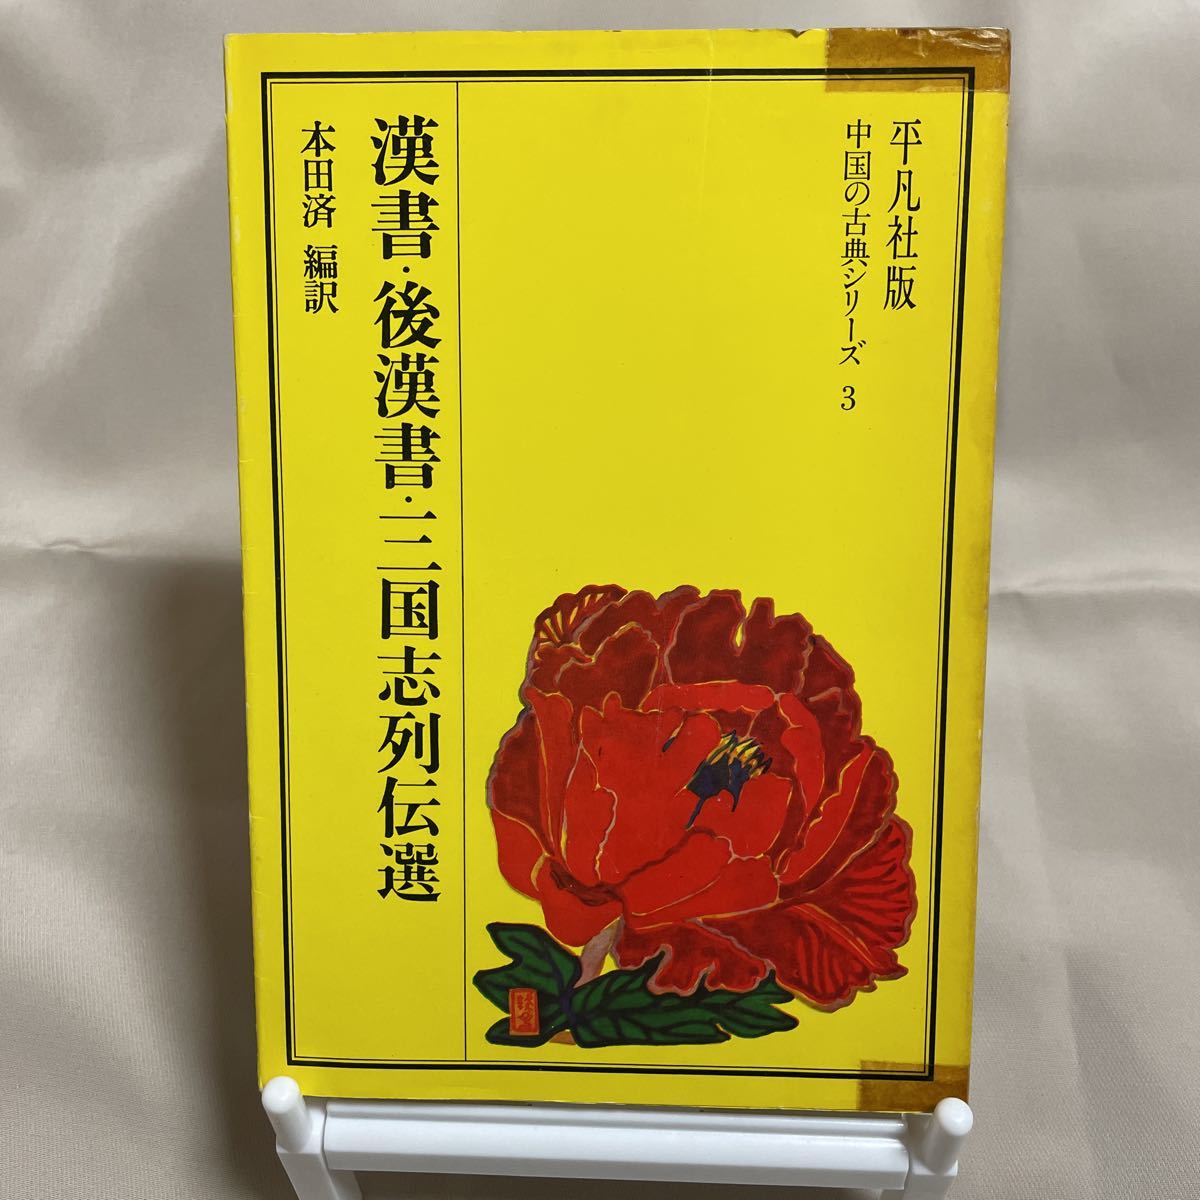 平凡社版
中国の古典シリーズ 3
漢書・後漢書・三国志列伝選
本田済 編訳